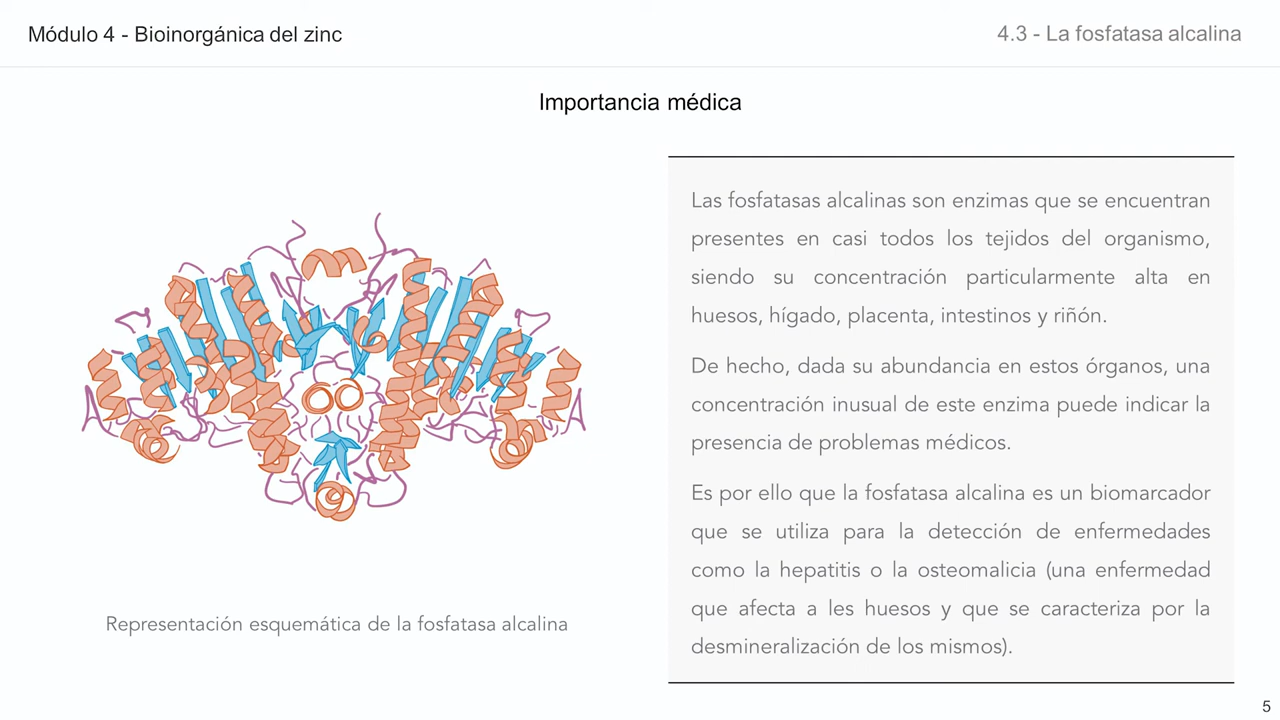 Módulo 4 - Bioinorgánica del zinc
4.3 - La fosfatasa alcalina
Importancia médica
Las fosfatasas alcalinas son enzimas que se encuentran
presentes en casi todos los tejidos del organismo,
siendo su concentración particularmente alta en
huesos, hígado, placenta, intestinos y riñón.
De hecho, dada su abundancia en estos órganos, una
concentración inusual de este enzima puede indicar la
presencia de problemas médicos.
Es por ello que la fosfatasa alcalina es un biomarcador
que se utiliza para la detección de enfermedades
como la hepatitis o la osteomalicia (una enfermedad
que afecta a les huesos y que se caracteriza por la
desmineralización de los mismos).
Representación esquemática de la fosfatasa alcalina
5